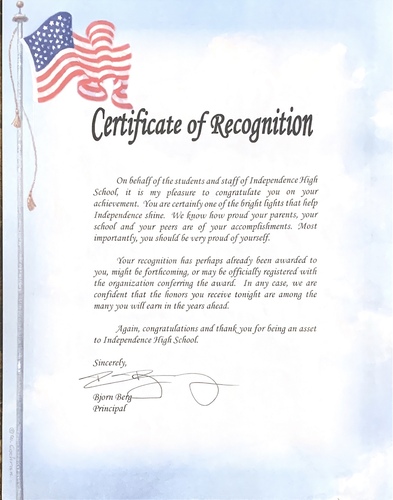 Certificate of Recognition
On behalf of the students and staff of Independence High
School, it is my pleasure to congratulate you on your
achievement. You are certainly one of the bright lights that help
Independence shine. We know how proud your parents, your
school and your peers are of your accomplishments. Most
importantly, you should be very proud of yourself.
Your recognition has perhaps already been awarded to
you, might be forthcoming, or may be officially registered with
the organization conferring the award. In any case, we are
confident that the honors you receive tonight are among the
many you will earn in the years ahead.
Again, congratulations and thank you for being an asset
to Independence High School.
Sincerely,
Bjorn Berg
Principal